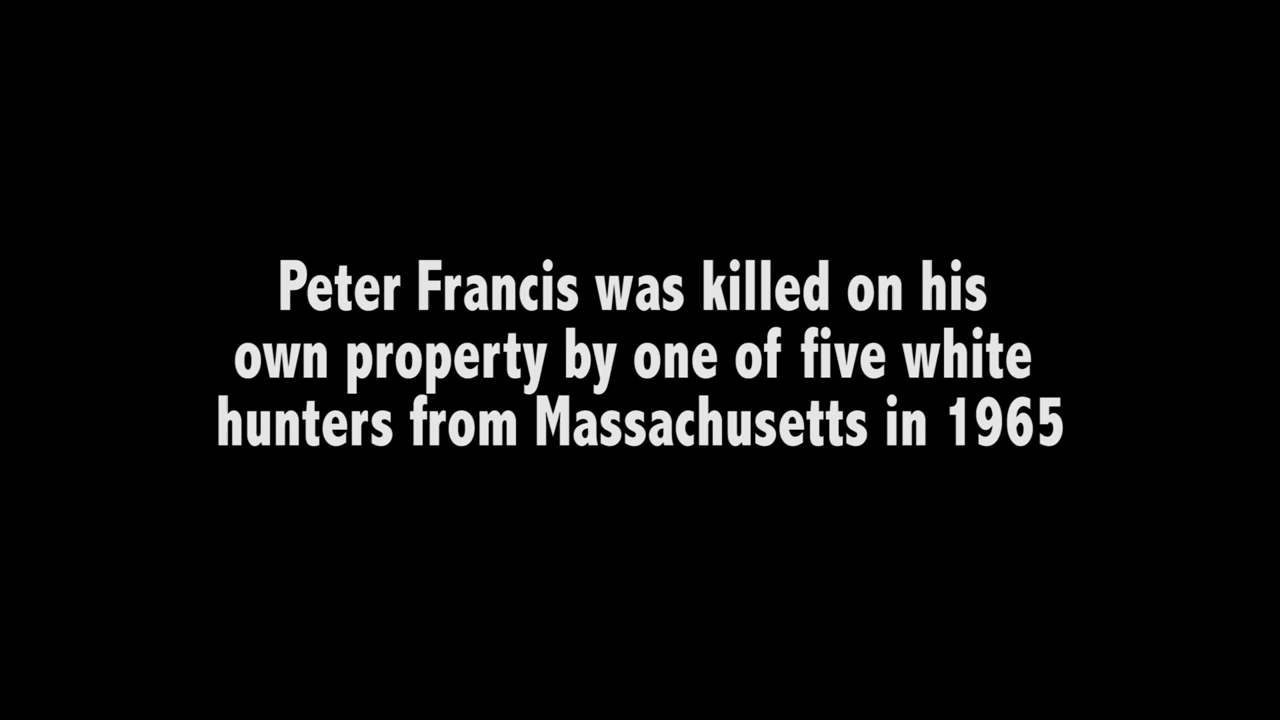 Peter Francis was killed on his
own property by one of five white
hunters from Massachusetts in 1965